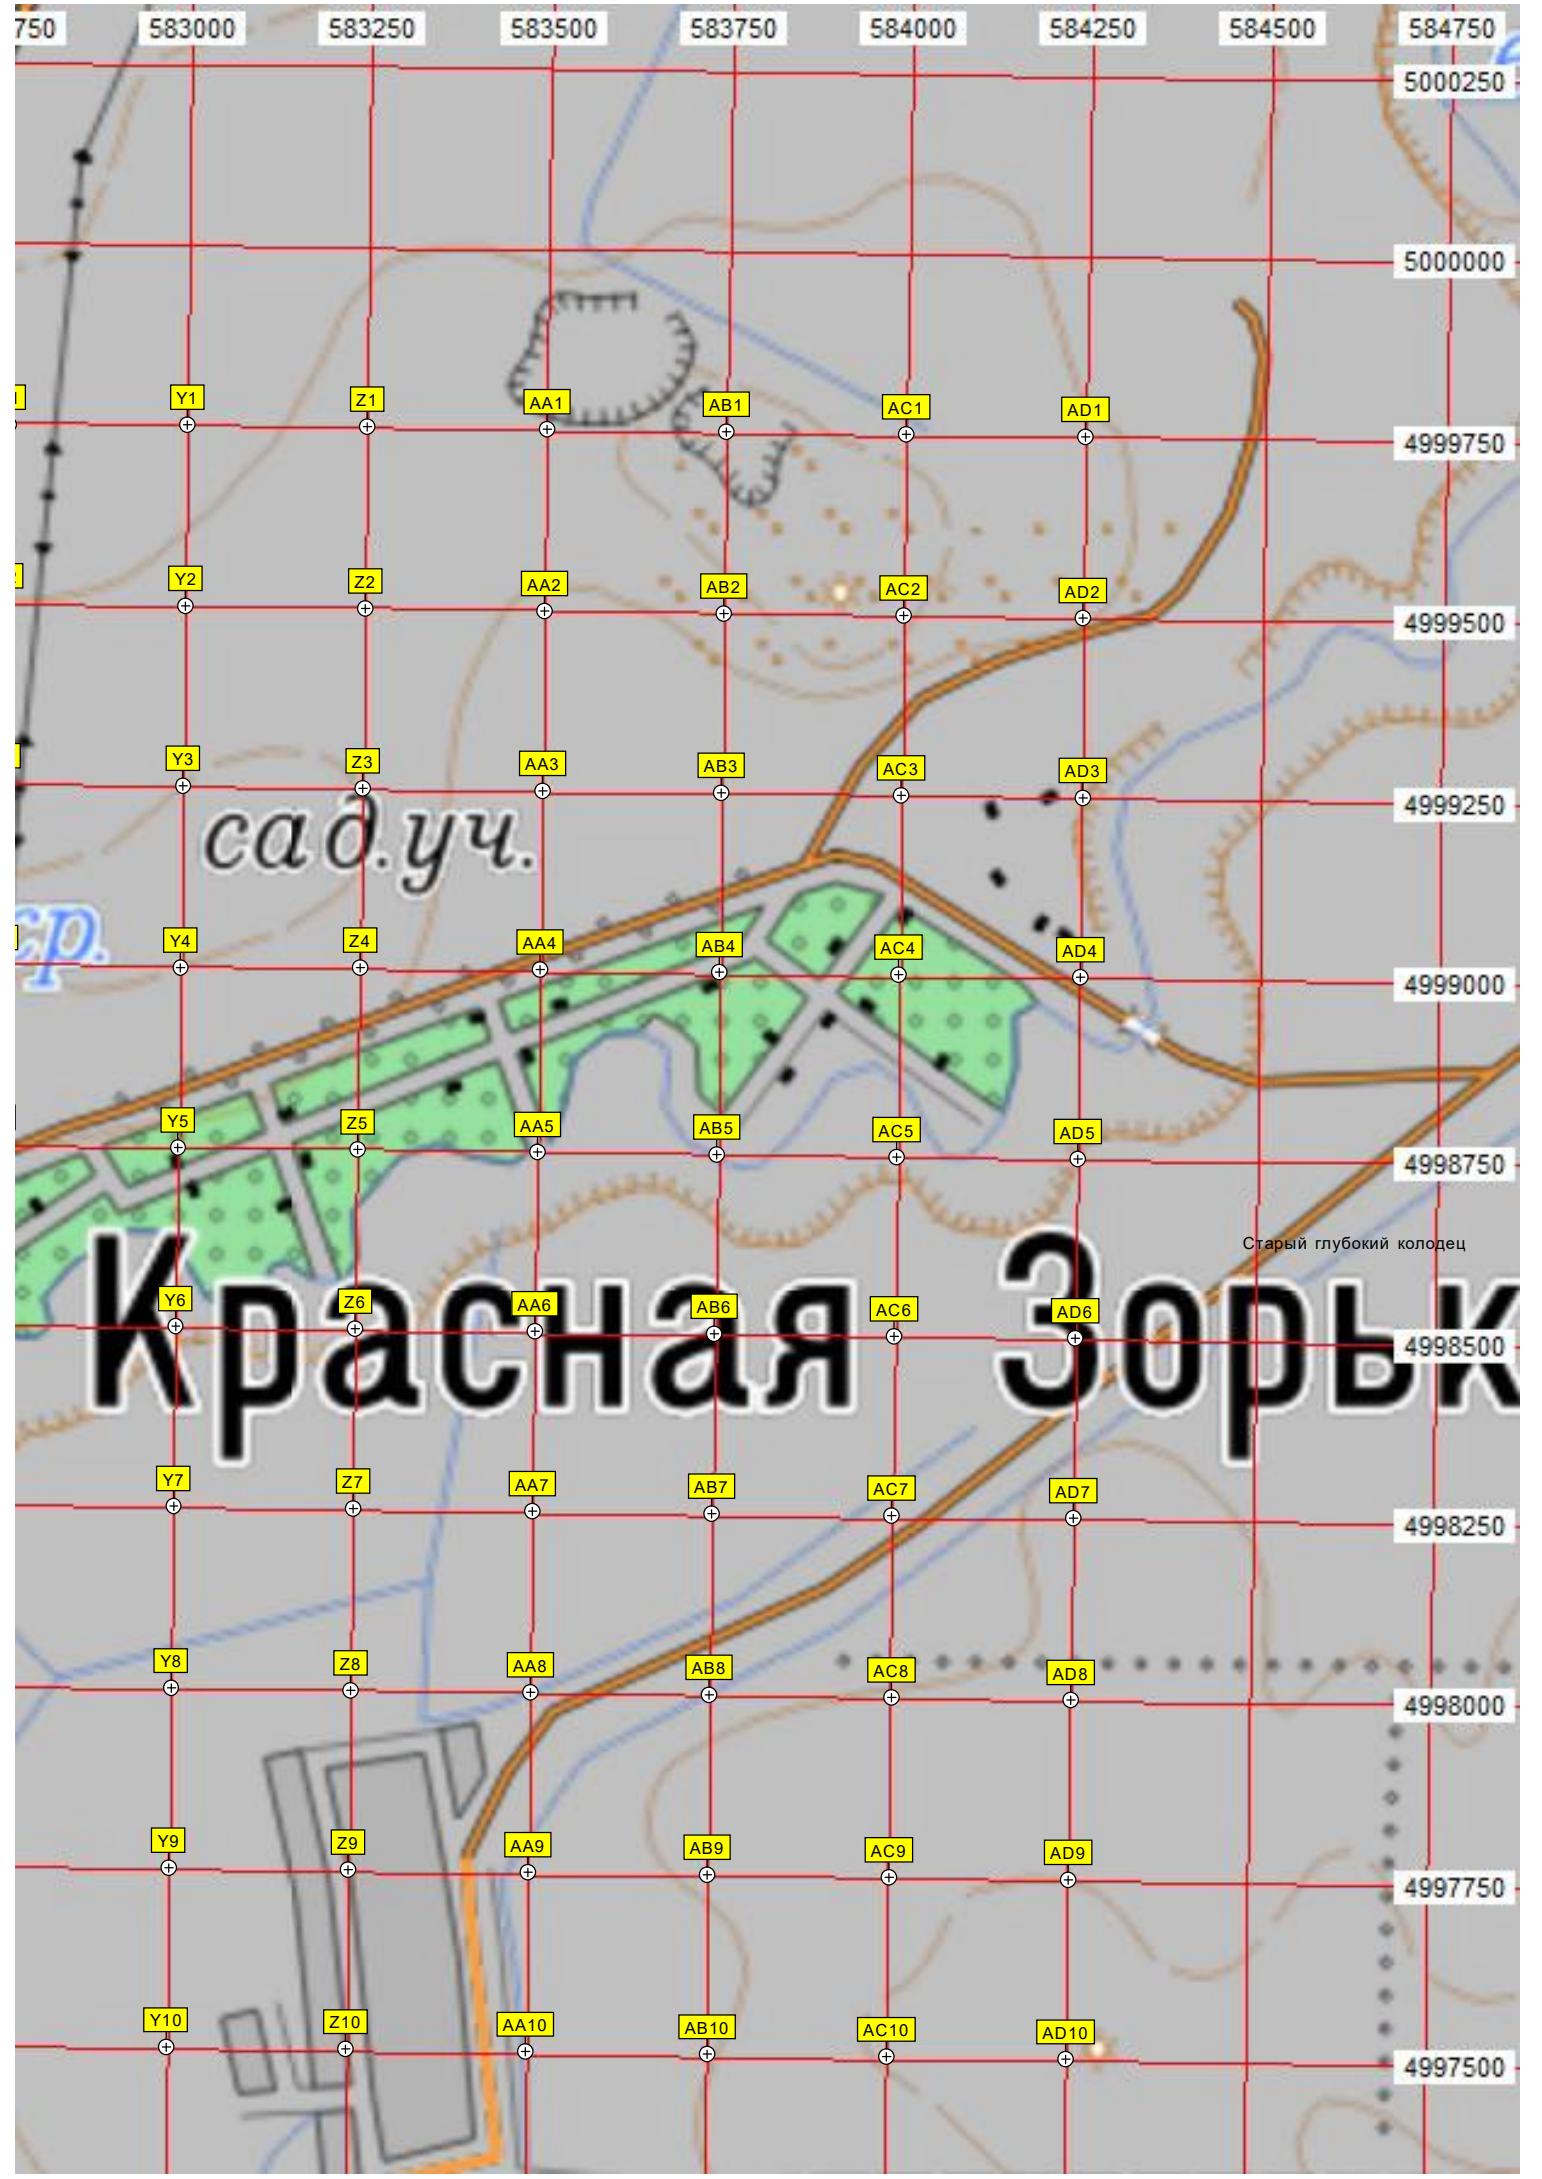 750 583000 583250 583500 583750 584000 584250 584500 584750
5000250
5000000
Y1 Z1 AA1 AB1 AC1 AD1
4999750
Y2 Z2 AA2 AB2 AC2 AD2
4999500
Y3 Z3 AA3 AB3 AC3 AD3
4999250
сад.уч.
ср.
Y4 Z4 AA4 AB4 AC4 AD4
4999000
Y5 Z5 AA5 AB5 AC5 AD5
4998750
Старый глубокий колодец
Красная Зорьк
Y6 Z6 AA6 AB6 AC6 AD6
4998500
Y7 Z7 AA7 AB7 AC7 AD7
4998250
Y8 Z8 AA8 AB8 AC8 AD8
4998000
Y9 Z9 AA9 AB9 AC9 AD9
4997750
Y10 Z10 AA10 AB10 AC10 AD10
4997500